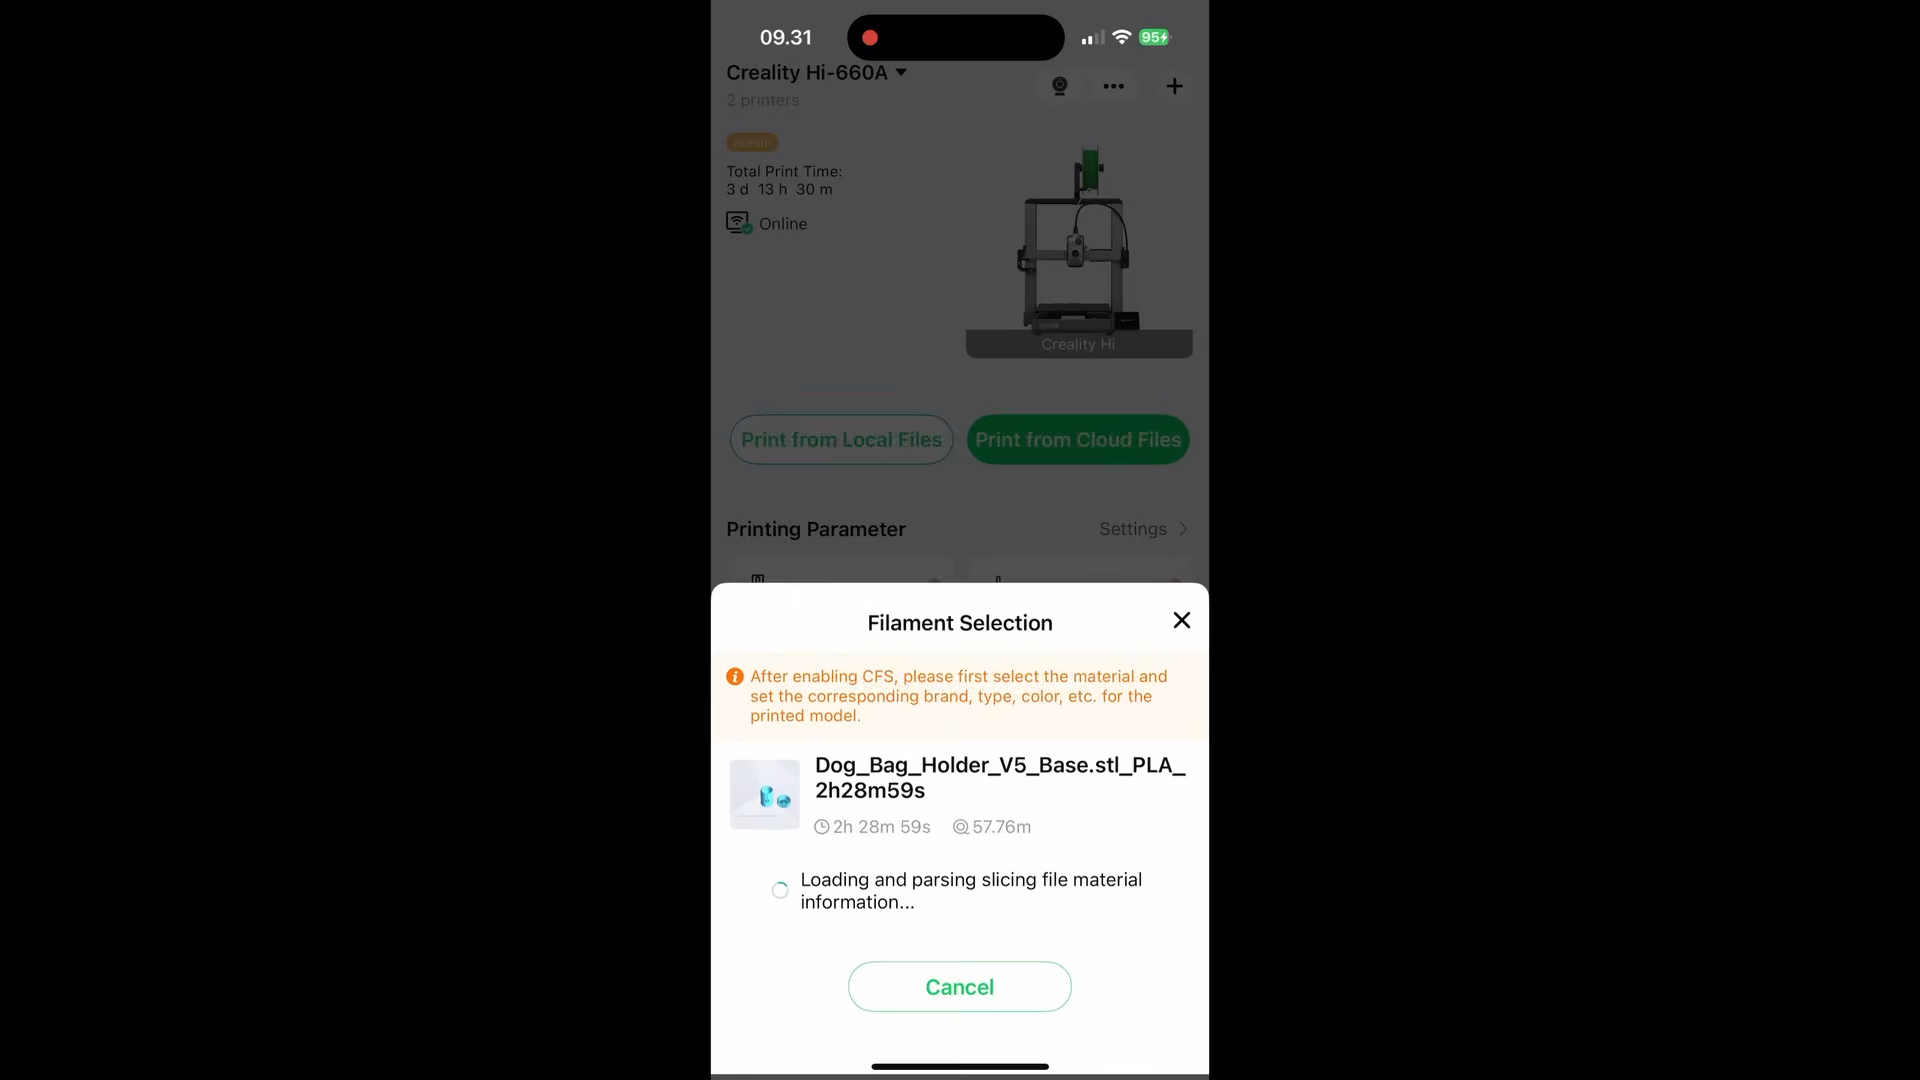 09.31
95
Creality Hi-660A
2 printers
Total Print Time:
3 d 13 h 30 m
Online
Creality Hi
Print from Local Files
Print from Cloud Files
Printing Parameter
Settings
Filament Selection
After enabling CFS, please first select the material and
set the corresponding brand, type, color, etc. for the
printed model.
Dog_Bag_Holder_V5_Base.stl_PLA_
2h28m59s
2h 28m 59s
57.76m
Loading and parsing slicing file material
information...
Cancel